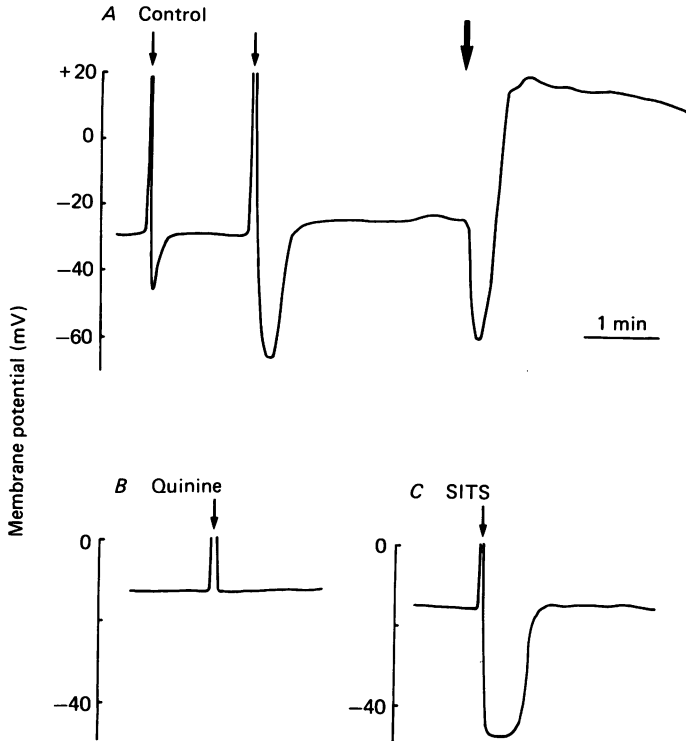 A Control
+20
0
−20
−40
−60
1 min
Membrane potential (mV)
B Quinine
0
−40
C SITS
0
−40